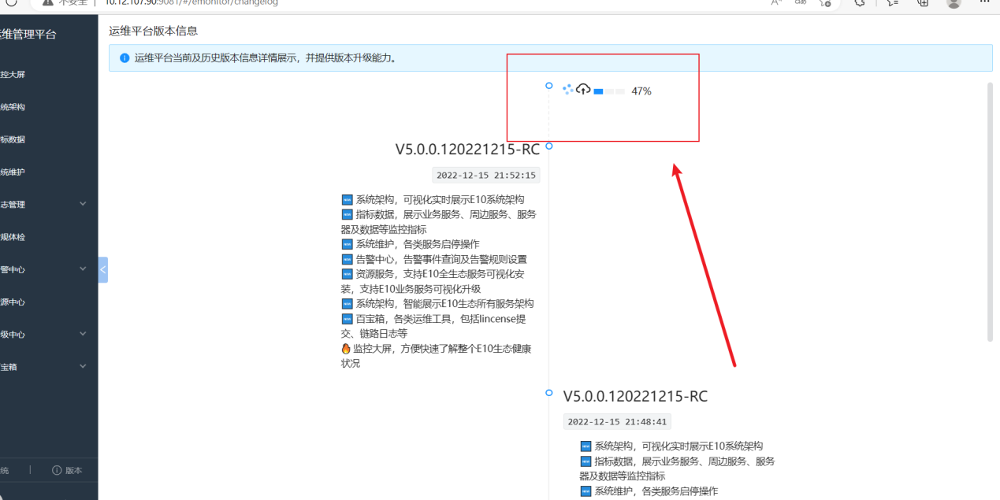 不安全 | 10.12.107.90:9081/#/emonitor/changelog
运维管理平台
运维平台版本信息
运维平台当前及历史版本信息详情展示，并提供版本升级能力。
控大屏
统架构
标数据
统维护
志管理
规体检
警中心
源中心
级中心
宝箱
统 | 版本
47%
V5.0.0.120221215-RC
2022-12-15 21:52:15
系统架构，可视化实时展示E10系统架构
指标数据，展示业务服务、周边服务、服务
器及数据等监控指标
系统维护，各类服务启停操作
告警中心，告警事件查询及告警规则设置
资源服务，支持E10全生态服务可视化安
装，支持E10业务服务可视化升级
系统架构，智能展示E10生态所有服务架构
百宝箱，各类运维工具，包括lincense提
交、链路日志等
监控大屏，方便快速了解整个E10生态健康
状况
V5.0.0.120221215-RC
2022-12-15 21:48:41
系统架构，可视化实时展示E10系统架构
指标数据，展示业务服务、周边服务、服务
器及数据等监控指标
系统维护，各类服务启停操作